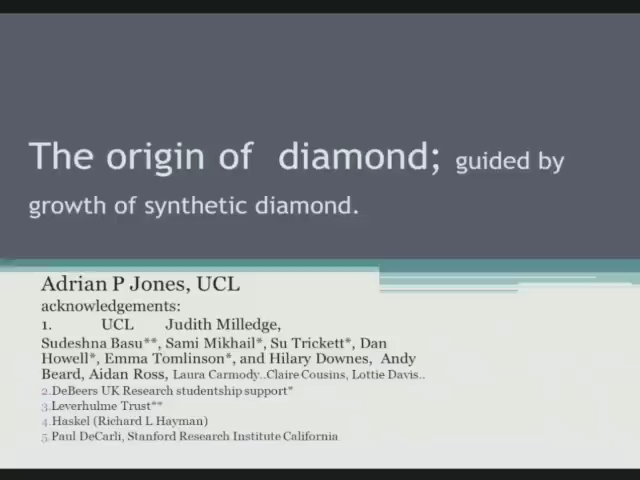 The origin of diamond; guided by
growth of synthetic diamond.
Adrian P Jones, UCL
acknowledgements:
1. UCL Judith Milledge,
Sudeshna Basu**, Sami Mikhail*, Su Trickett*, Dan
Howell*, Emma Tomlinson*, and Hilary Downes, Andy
Beard, Aidan Ross, Laura Carmody..Claire Cousins, Lottie Davis..
2.DeBeers UK Research studentship support*
3.Leverhulme Trust**
4.Haskel (Richard L Hayman)
5.Paul DeCarli, Stanford Research Institute California